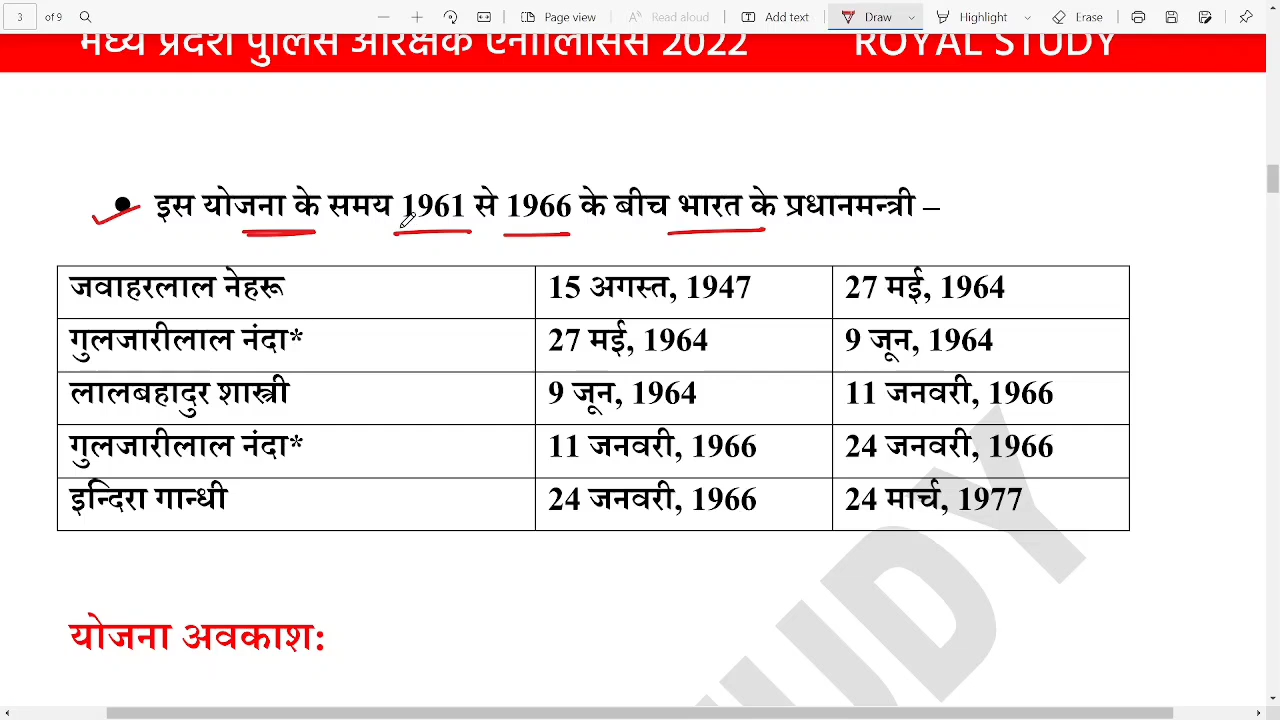 3 of 9 Page view Read aloud Add text Draw Highlight Erase
मध्य प्रदेश पुलिस आरक्षक एनालिसिस 2022 ROYAL STUDY
इस योजना के समय 1961 से 1966 के बीच भारत के प्रधानमन्त्री –
जवाहरलाल नेहरू 15 अगस्त, 1947 27 मई, 1964
गुलजारीलाल नंदा* 27 मई, 1964 9 जून, 1964
लालबहादुर शास्त्री 9 जून, 1964 11 जनवरी, 1966
गुलजारीलाल नंदा* 11 जनवरी, 1966 24 जनवरी, 1966
इन्दिरा गान्धी 24 जनवरी, 1966 24 मार्च, 1977
योजना अवकाश:
STUDY